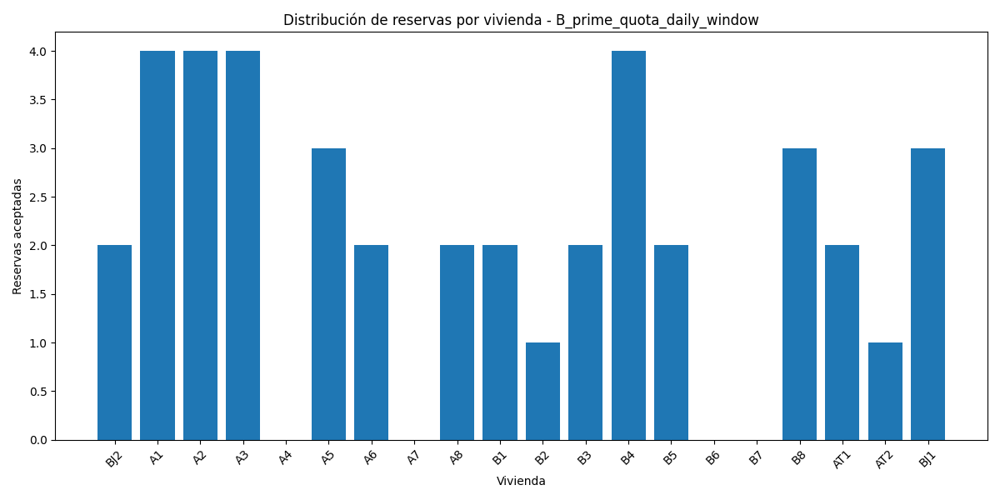 Distribución de reservas por vivienda - B_prime_quota_daily_window
Reservas aceptadas
4.0
3.5
3.0
2.5
2.0
1.5
1.0
0.5
0.0
BJ2 A1 A2 A3 A4 A5 A6 A7 A8 B1 B2 B3 B4 B5 B6 B7 B8 AT1 AT2 BJ1
Vivienda